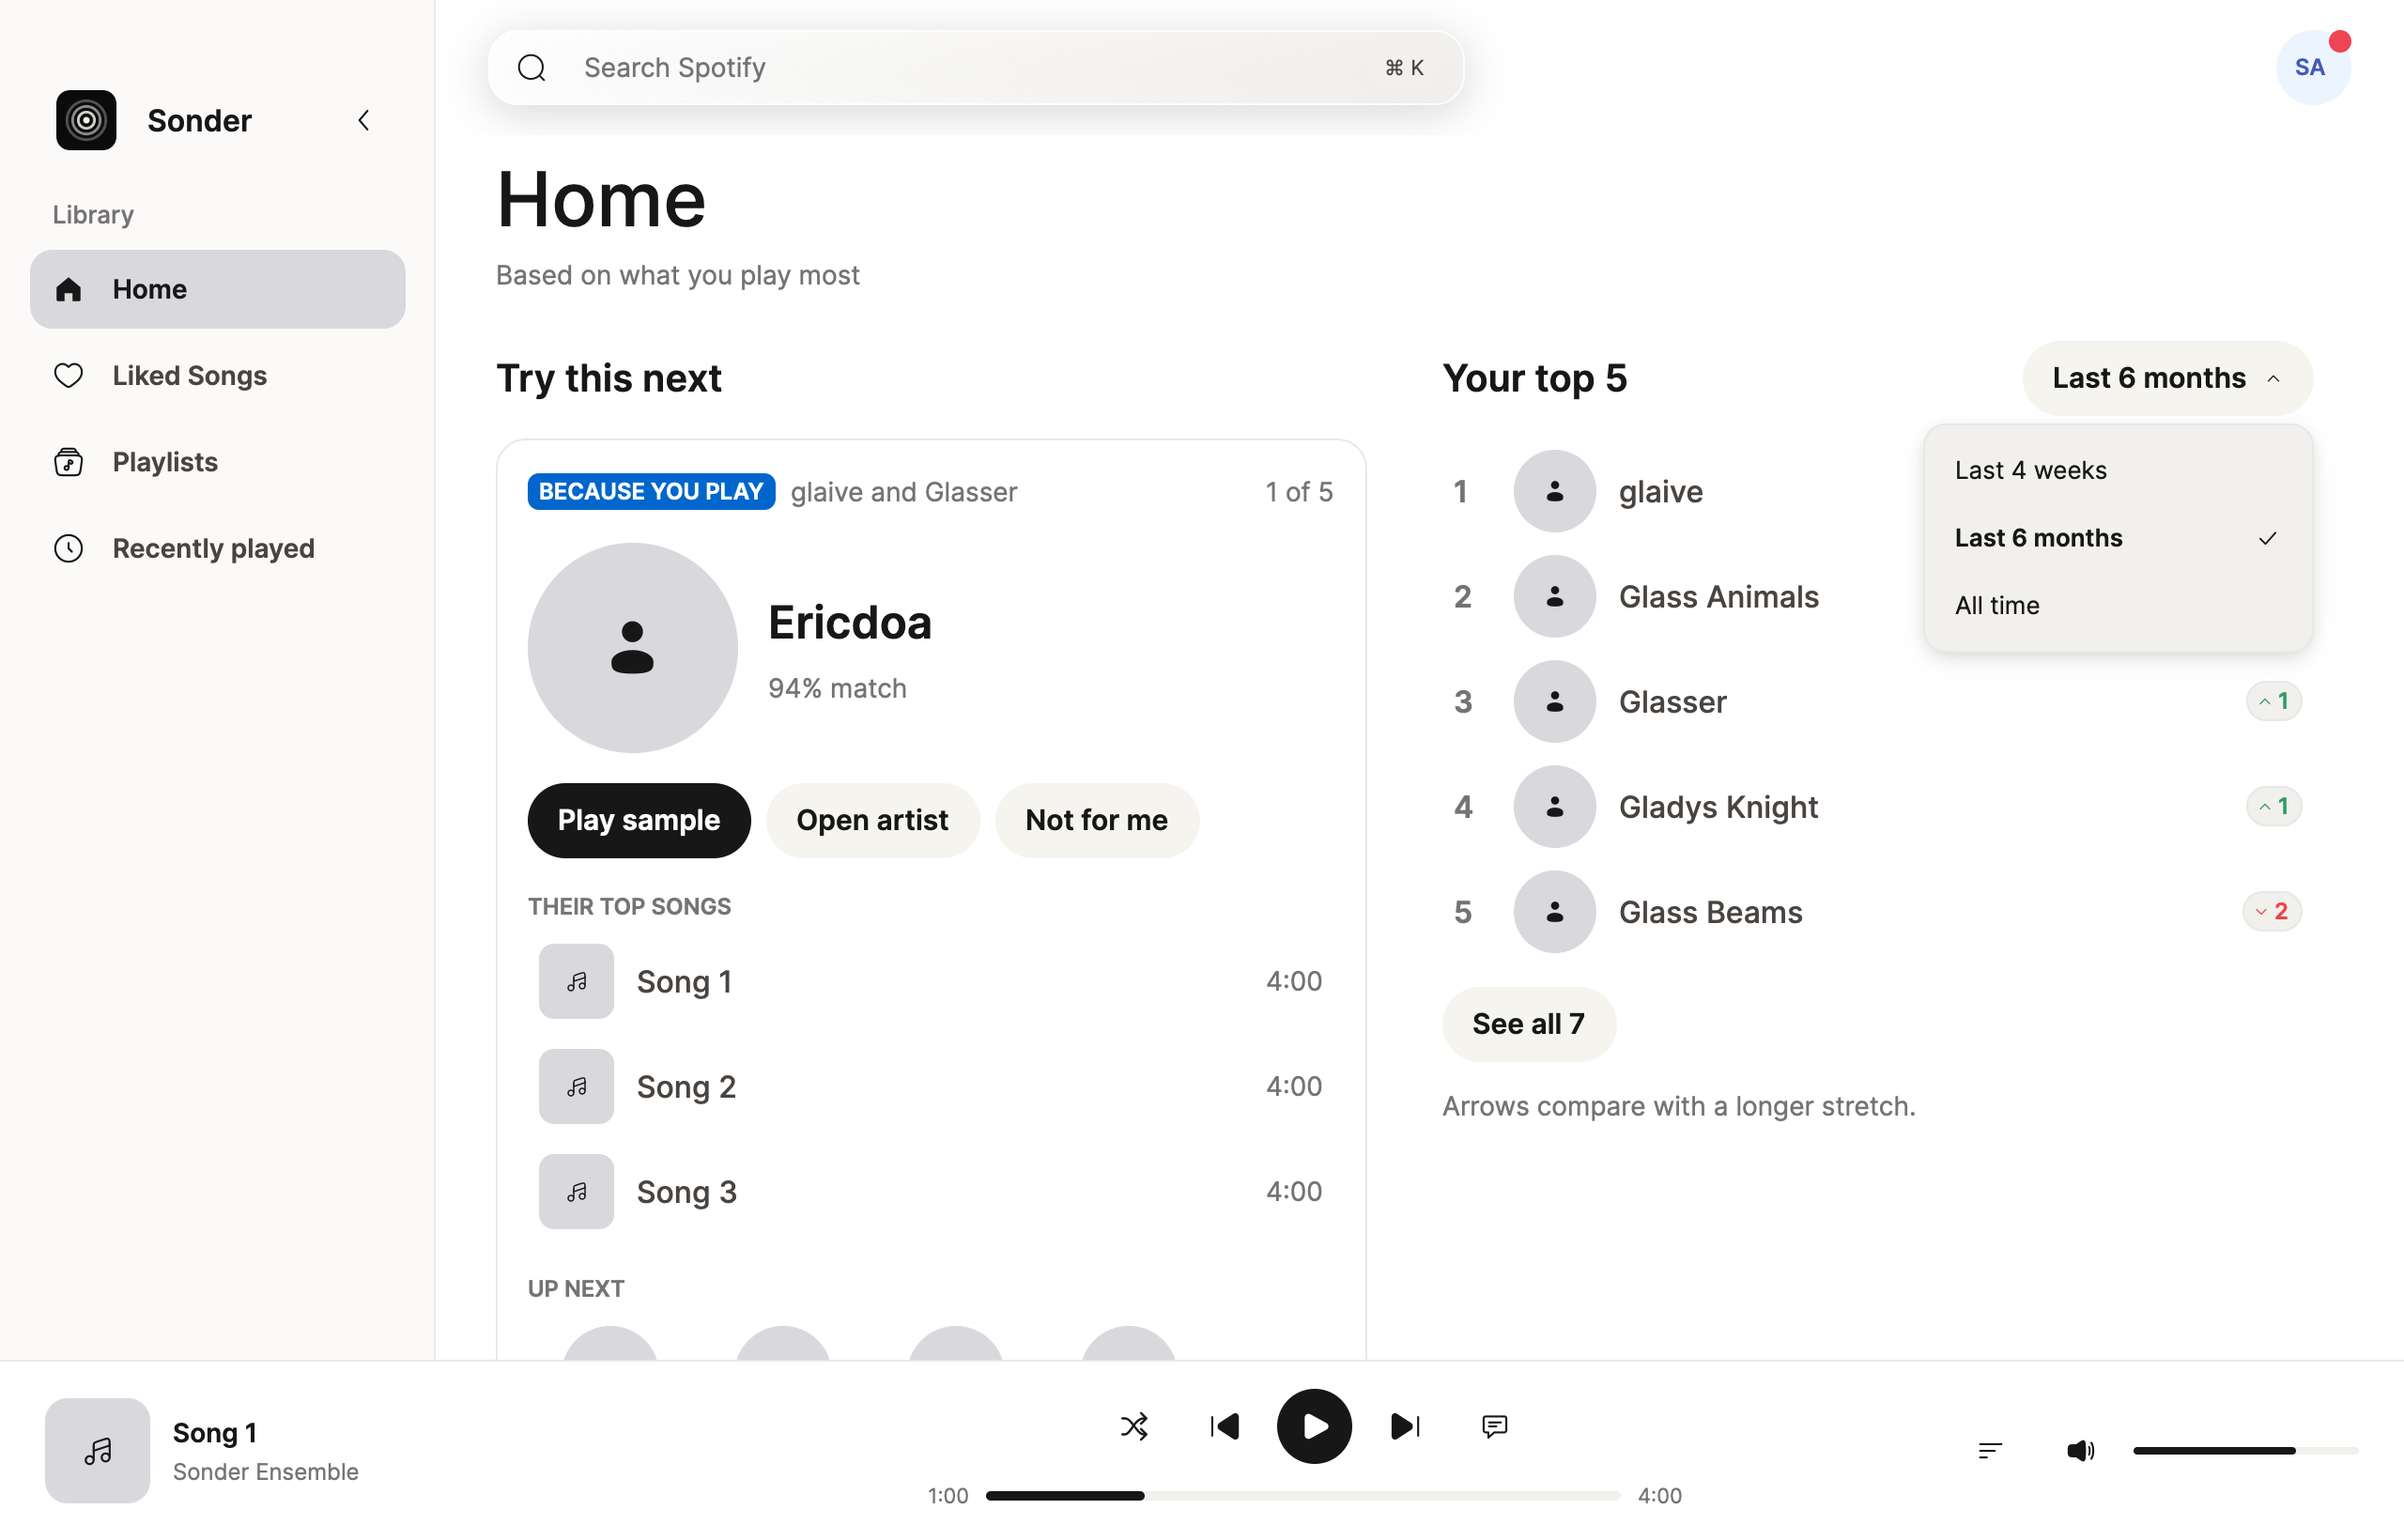 Sonder
Library
Home
Liked Songs
Playlists
Recently played
Search Spotify
⌘ K
SA
Home
Based on what you play most
Try this next
BECAUSE YOU PLAY glaive and Glasser
1 of 5
Ericdoa
94% match
Play sample
Open artist
Not for me
THEIR TOP SONGS
Song 1 4:00
Song 2 4:00
Song 3 4:00
UP NEXT
Your top 5
Last 6 months
Last 4 weeks
Last 6 months
All time
1 glaive
2 Glass Animals
3 Glasser 1
4 Gladys Knight 1
5 Glass Beams 2
See all 7
Arrows compare with a longer stretch.
Song 1
Sonder Ensemble
1:00
4:00